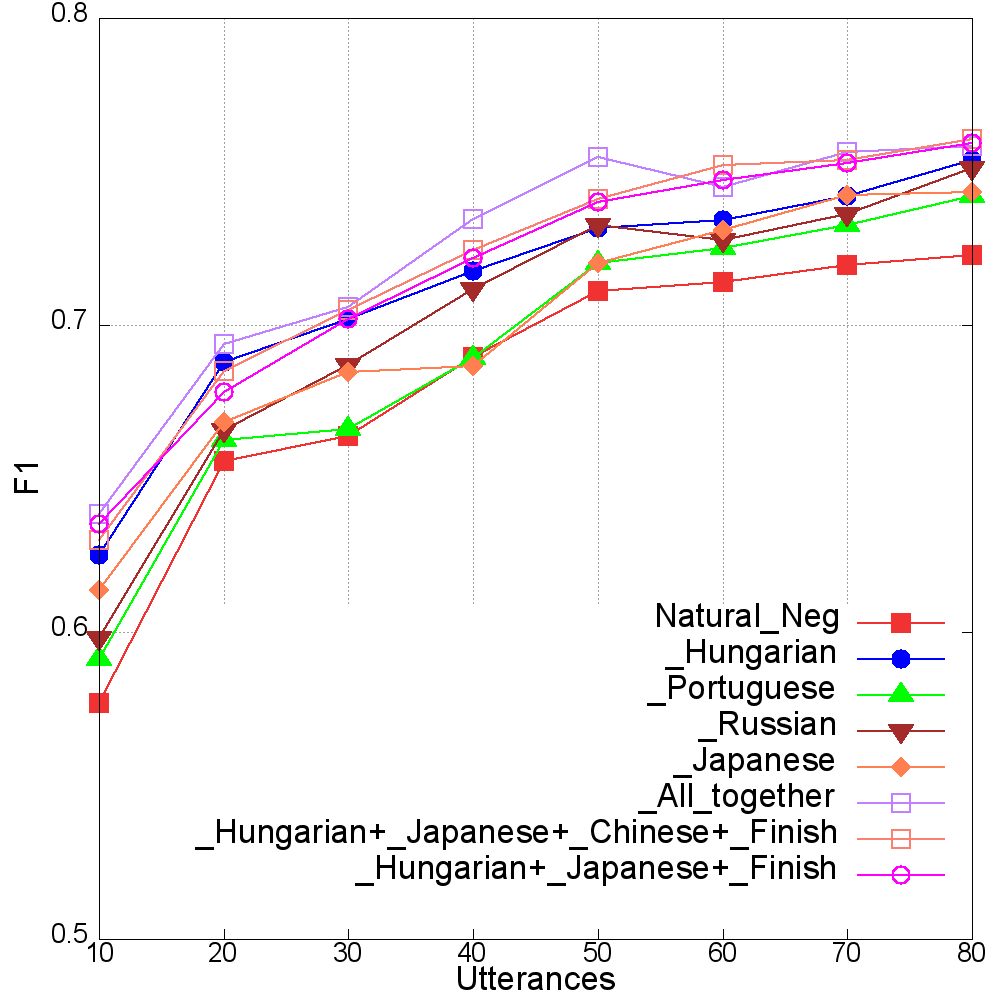 0.8
0.7
0.6
0.5
F1
Natural_Neg
_Hungarian
_Portuguese
_Russian
_Japanese
_All_together
_Hungarian+_Japanese+_Chinese+_Finish
_Hungarian+_Japanese+_Finish
10 20 30 40 50 60 70 80
Utterances